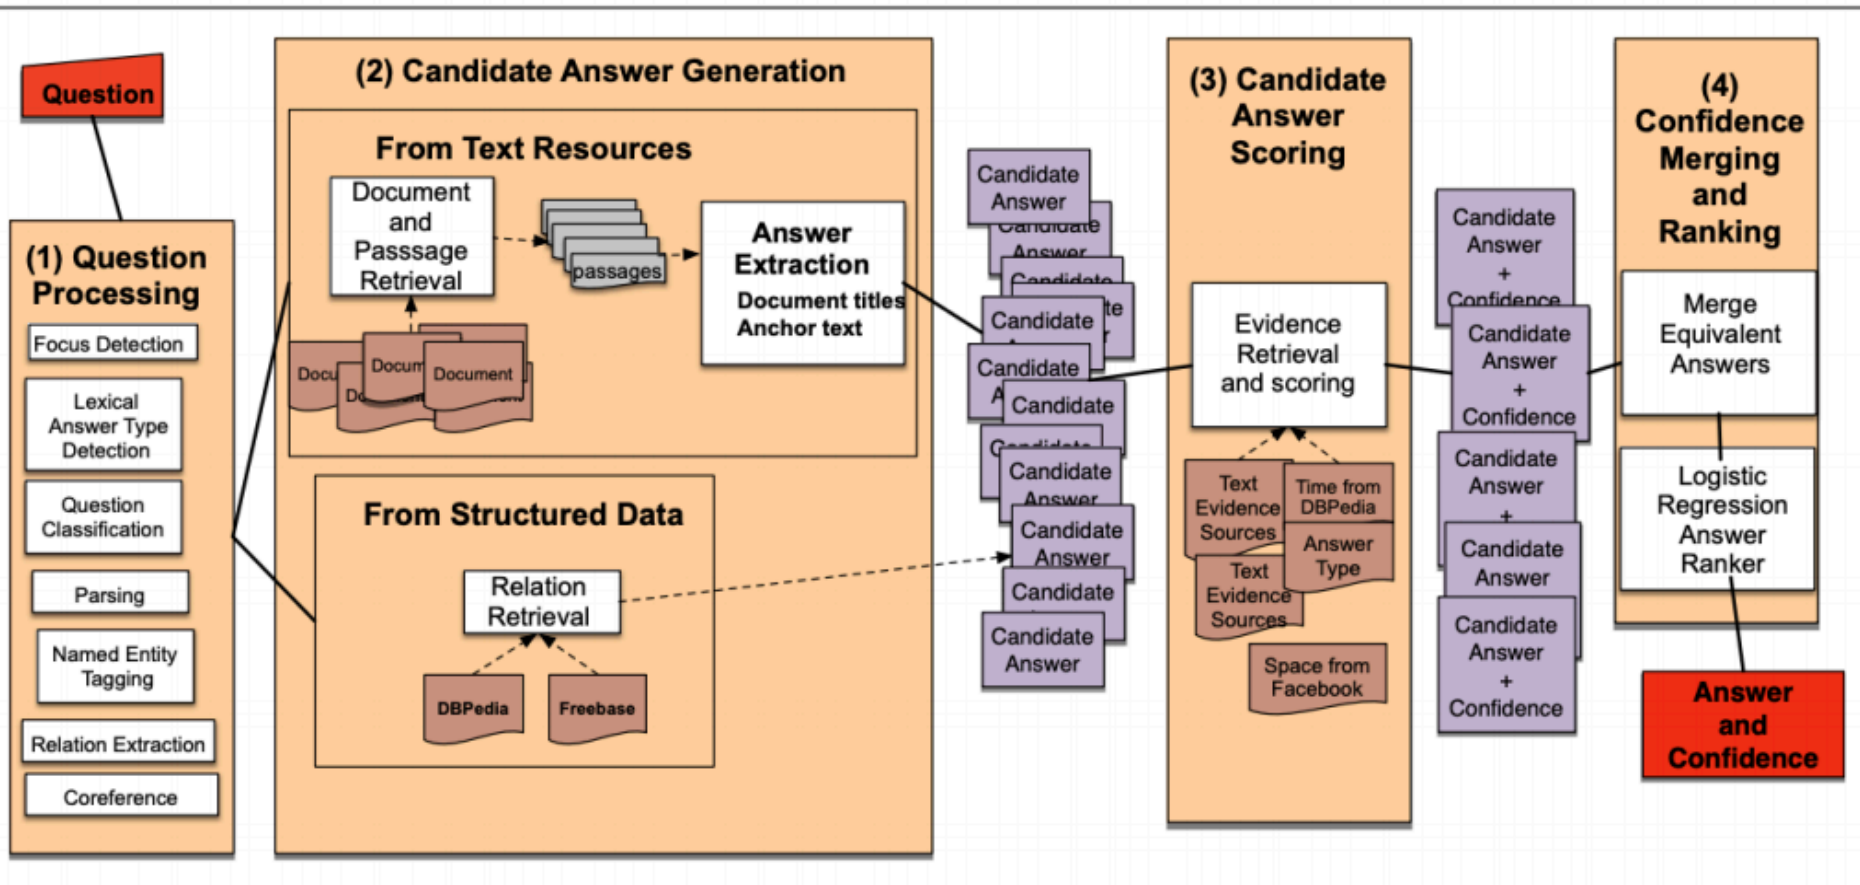 Question
(1) Question
Processing
Focus Detection
Lexical
Answer Type
Detection
Question
Classification
Parsing
Named Entity
Tagging
Relation Extraction
Coreference
(2) Candidate Answer Generation
From Text Resources
Document
and
Passsage
Retrieval
passages
Answer
Extraction
Document titles
Anchor text
Docu
Docum
Document
From Structured Data
Relation
Retrieval
DBPedia
Freebase
Candidate
Answer
Candidate
Answer
Candidate
Candidate
Candidate
Candidate
Candidate
Candidate
Answer
Candidate
Answer
Candidate
Candidate
Answer
(3) Candidate
Answer
Scoring
Evidence
Retrieval
and scoring
Text
Evidence
Sources
Time from
DBPedia
Answer
Type
Text
Evidence
Sources
Space from
Facebook
Candidate
Answer
+
Confidence
Candidate
Answer
+
Confidence
Candidate
Answer
+
Candidate
Answer
Candidate
Answer
+
Confidence
(4)
Confidence
Merging
and
Ranking
Merge
Equivalent
Answers
Logistic
Regression
Answer
Ranker
Answer
and
Confidence